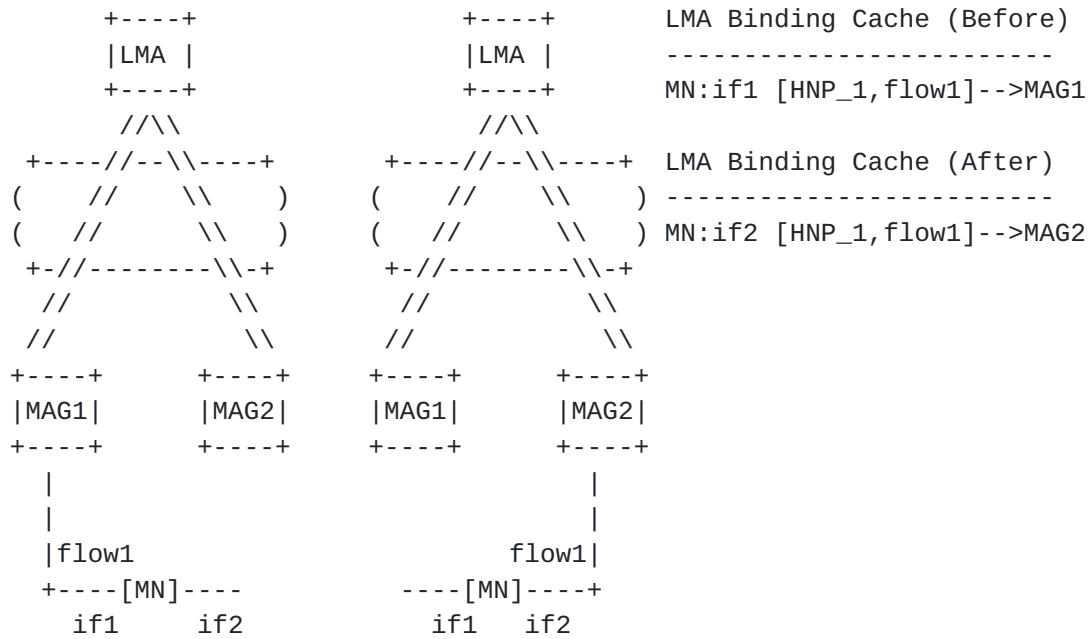 +----+                 +----+       LMA Binding Cache (Before)
      |LMA |                 |LMA |       -------------------------
      +----+                 +----+       MN:if1 [HNP_1,flow1]-->MAG1
       //\\                   //\\
 +----//--\\----+       +----//--\\----+  LMA Binding Cache (After)
(    //    \\    )     (    //    \\    ) -------------------------
(   //      \\   )     (   //      \\   ) MN:if2 [HNP_1,flow1]-->MAG2
 +-//--------\\-+       +-//--------\\-+
  //          \\         //          \\
 //            \\       //            \\
+----+      +----+     +----+      +----+
|MAG1|      |MAG2|     |MAG1|      |MAG2|
+----+      +----+     +----+      +----+
  |                                  |
  |                                  |
  |flow1                        flow1|
  +----[MN]----          ----[MN]----+
    if1     if2            if1   if2